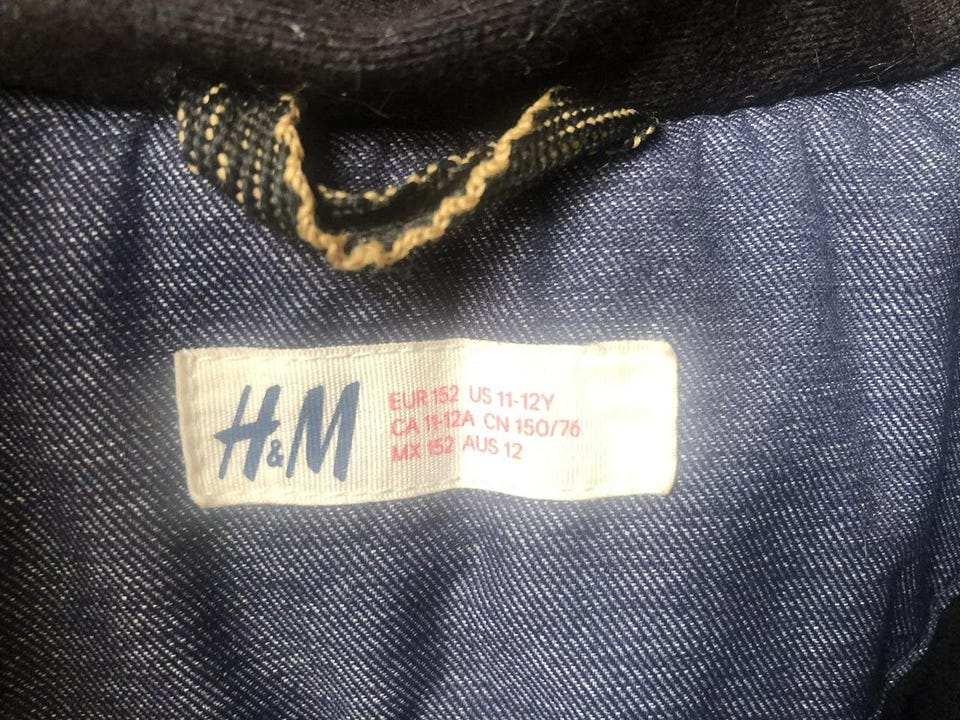 H&M
EUR 152 US 11-12Y
CA 11-12A CN 150/76
MX 152 AUS 12